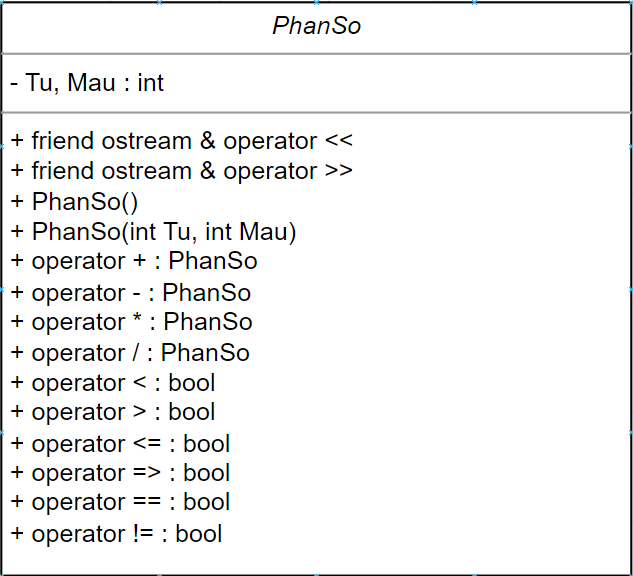 PhanSo
- Tu, Mau : int
+ friend ostream & operator <<
+ friend ostream & operator >>
+ PhanSo()
+ PhanSo(int Tu, int Mau)
+ operator + : PhanSo
+ operator - : PhanSo
+ operator * : PhanSo
+ operator / : PhanSo
+ operator < : bool
+ operator > : bool
+ operator <= : bool
+ operator => : bool
+ operator == : bool
+ operator != : bool